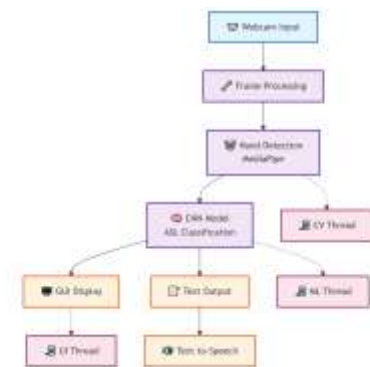 Webcam Input
Frame Processing
Hand Detection
MediaPipe
CNN Model
ASL Classification
CV Thread
GUI Display
Text Output
ML Thread
UI Thread
Text-to-Speech